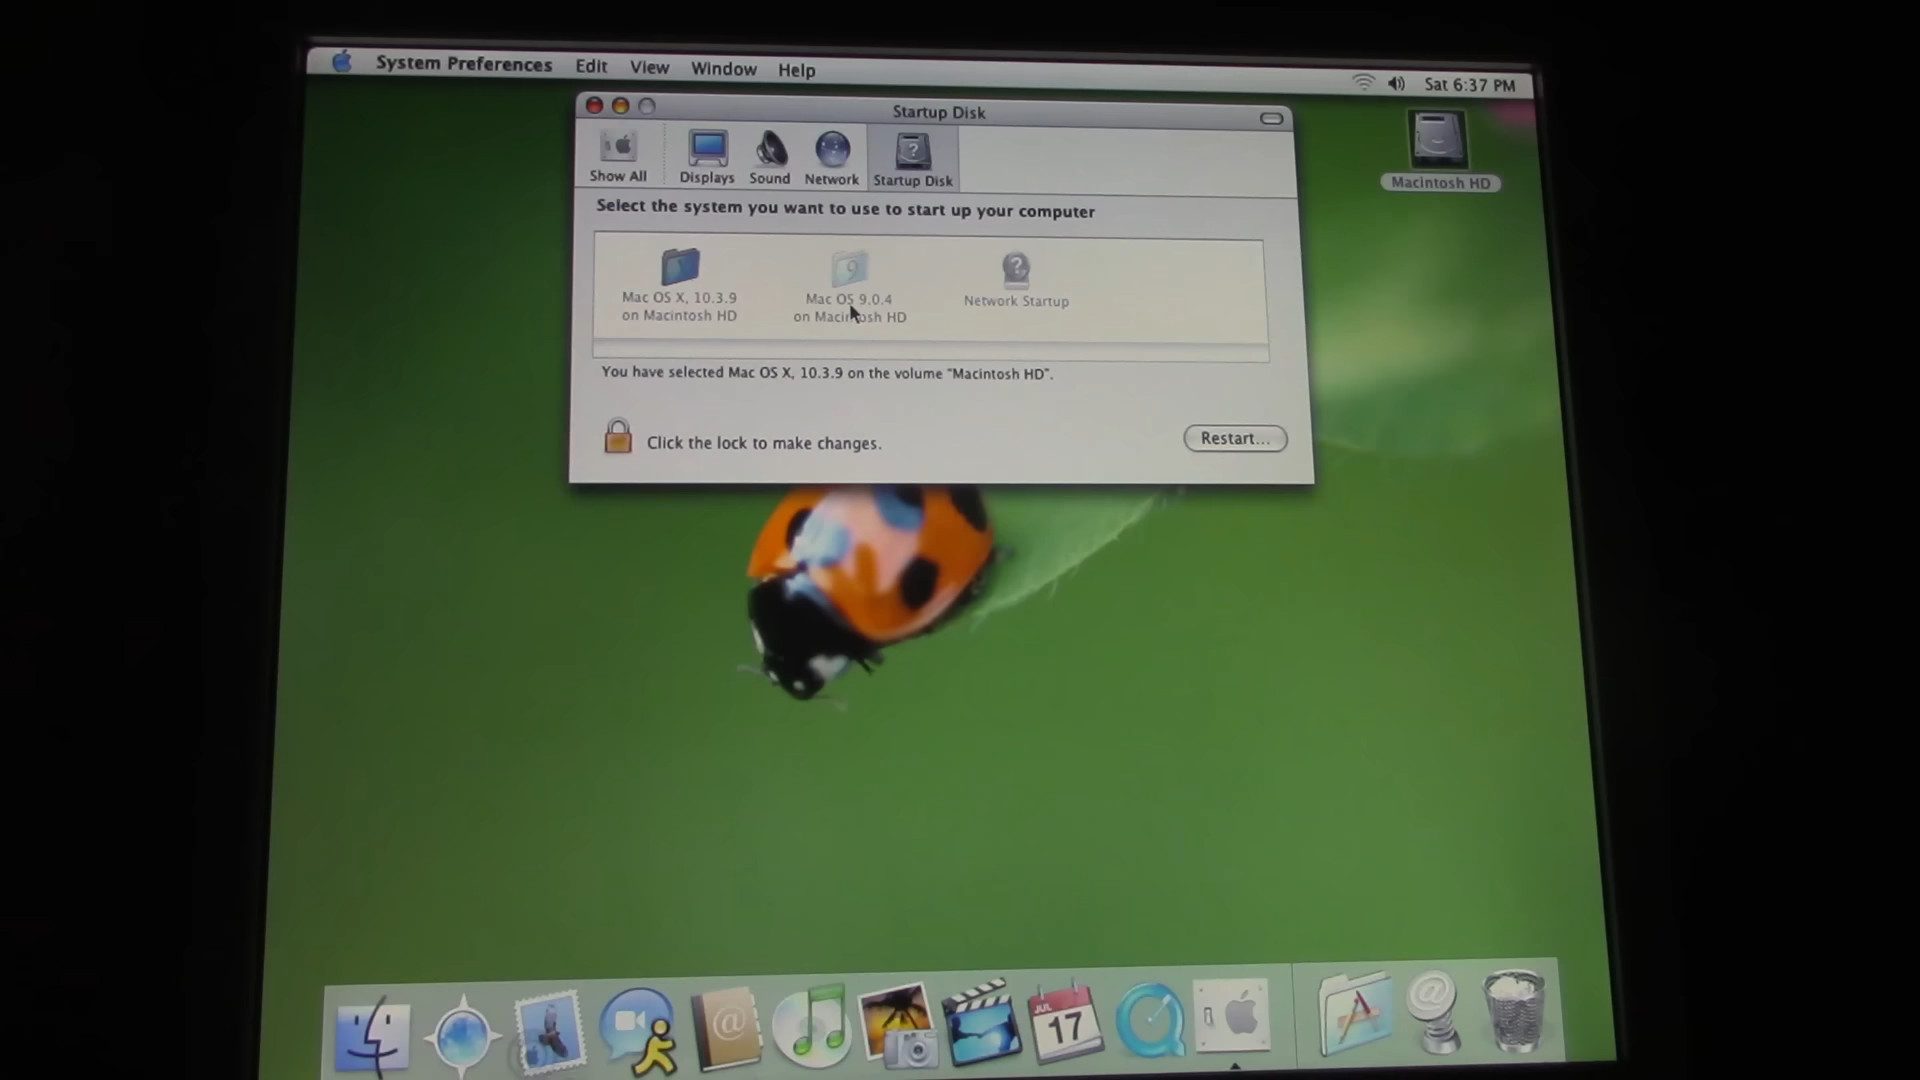 System Preferences Edit View Window Help
Sat 6:37 PM
Startup Disk
Macintosh HD
Show All
Displays
Sound
Network
Startup Disk
Select the system you want to use to start up your computer
Mac OS X, 10.3.9
on Macintosh HD
Mac OS 9.0.4
on Macintosh HD
Network Startup
You have selected Mac OS X, 10.3.9 on the volume "Macintosh HD".
Click the lock to make changes.
Restart...
JUL
17